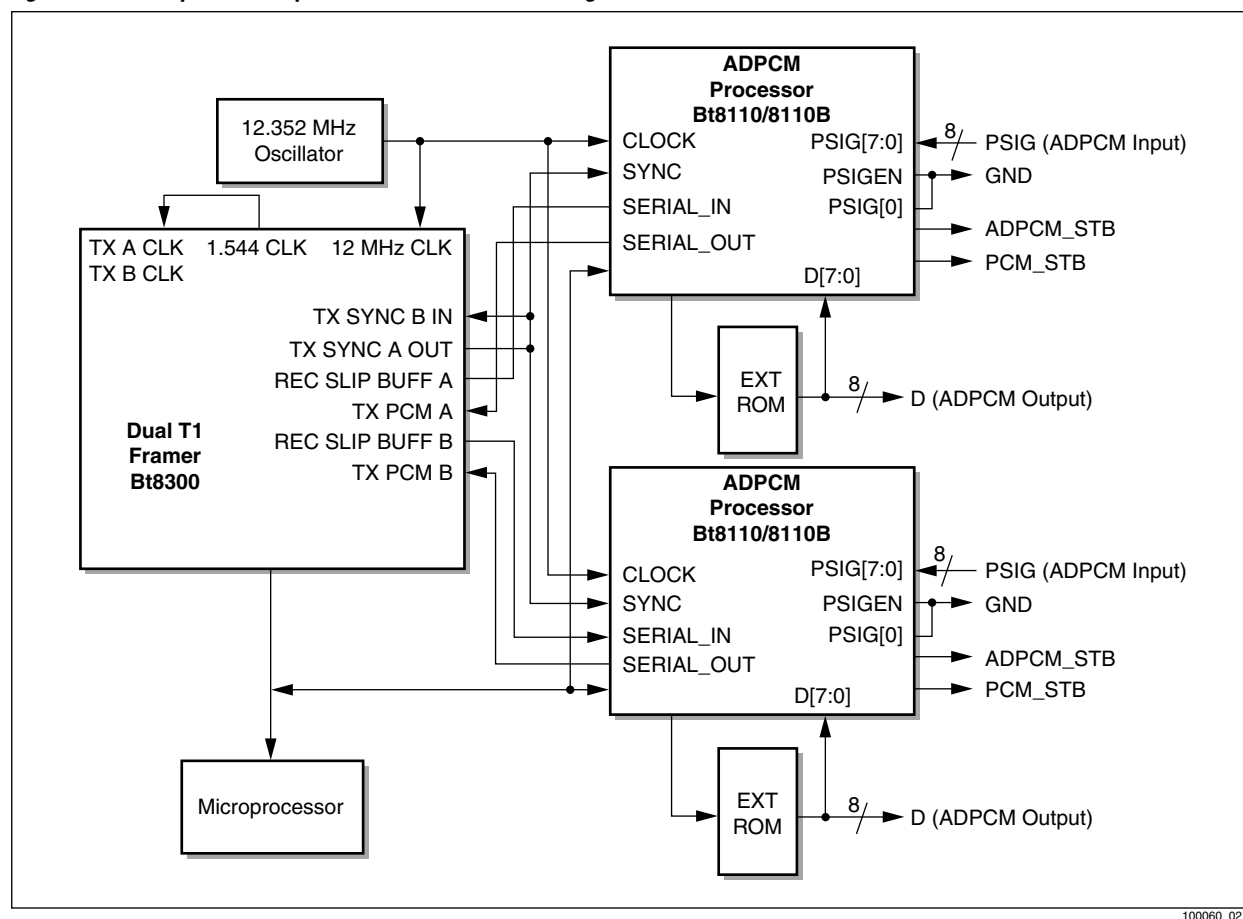 12.352 MHz
Oscillator
TX A CLK 1.544 CLK 12 MHz CLK
TX B CLK
TX SYNC B IN
TX SYNC A OUT
REC SLIP BUFF A
TX PCM A
REC SLIP BUFF B
TX PCM B
Dual T1
Framer
Bt8300
Microprocessor
ADPCM
Processor
Bt8110/8110B
CLOCK
SYNC
SERIAL_IN
SERIAL_OUT
PSIG[7:0]
PSIGEN
PSIG[0]
D[7:0]
8
PSIG (ADPCM Input)
GND
ADPCM_STB
PCM_STB
EXT
ROM
8
D (ADPCM Output)
ADPCM
Processor
Bt8110/8110B
CLOCK
SYNC
SERIAL_IN
SERIAL_OUT
PSIG[7:0]
PSIGEN
PSIG[0]
D[7:0]
8
PSIG (ADPCM Input)
GND
ADPCM_STB
PCM_STB
EXT
ROM
8
D (ADPCM Output)